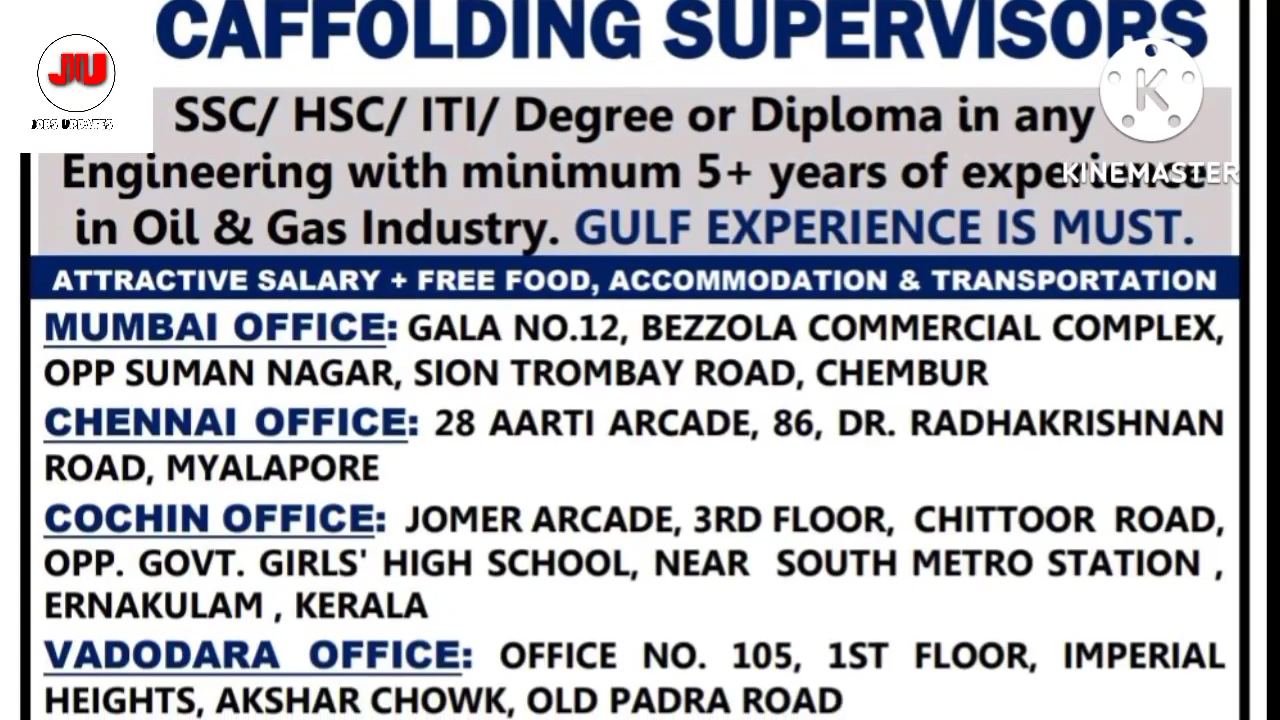 CAFFOLDING SUPERVISORS
JU
JOBS UPDATES
K
KINEMASTER
SSC/ HSC/ ITI/ Degree or Diploma in any
Engineering with minimum 5+ years of experience
in Oil & Gas Industry. GULF EXPERIENCE IS MUST.
ATTRACTIVE SALARY + FREE FOOD, ACCOMMODATION & TRANSPORTATION
MUMBAI OFFICE: GALA NO.12, BEZZOLA COMMERCIAL COMPLEX,
OPP SUMAN NAGAR, SION TROMBAY ROAD, CHEMBUR
CHENNAI OFFICE: 28 AARTI ARCADE, 86, DR. RADHAKRISHNAN
ROAD, MYALAPORE
COCHIN OFFICE: JOMER ARCADE, 3RD FLOOR, CHITTOOR ROAD,
OPP. GOVT. GIRLS' HIGH SCHOOL, NEAR SOUTH METRO STATION ,
ERNAKULAM , KERALA
VADODARA OFFICE: OFFICE NO. 105, 1ST FLOOR, IMPERIAL
HEIGHTS, AKSHAR CHOWK, OLD PADRA ROAD